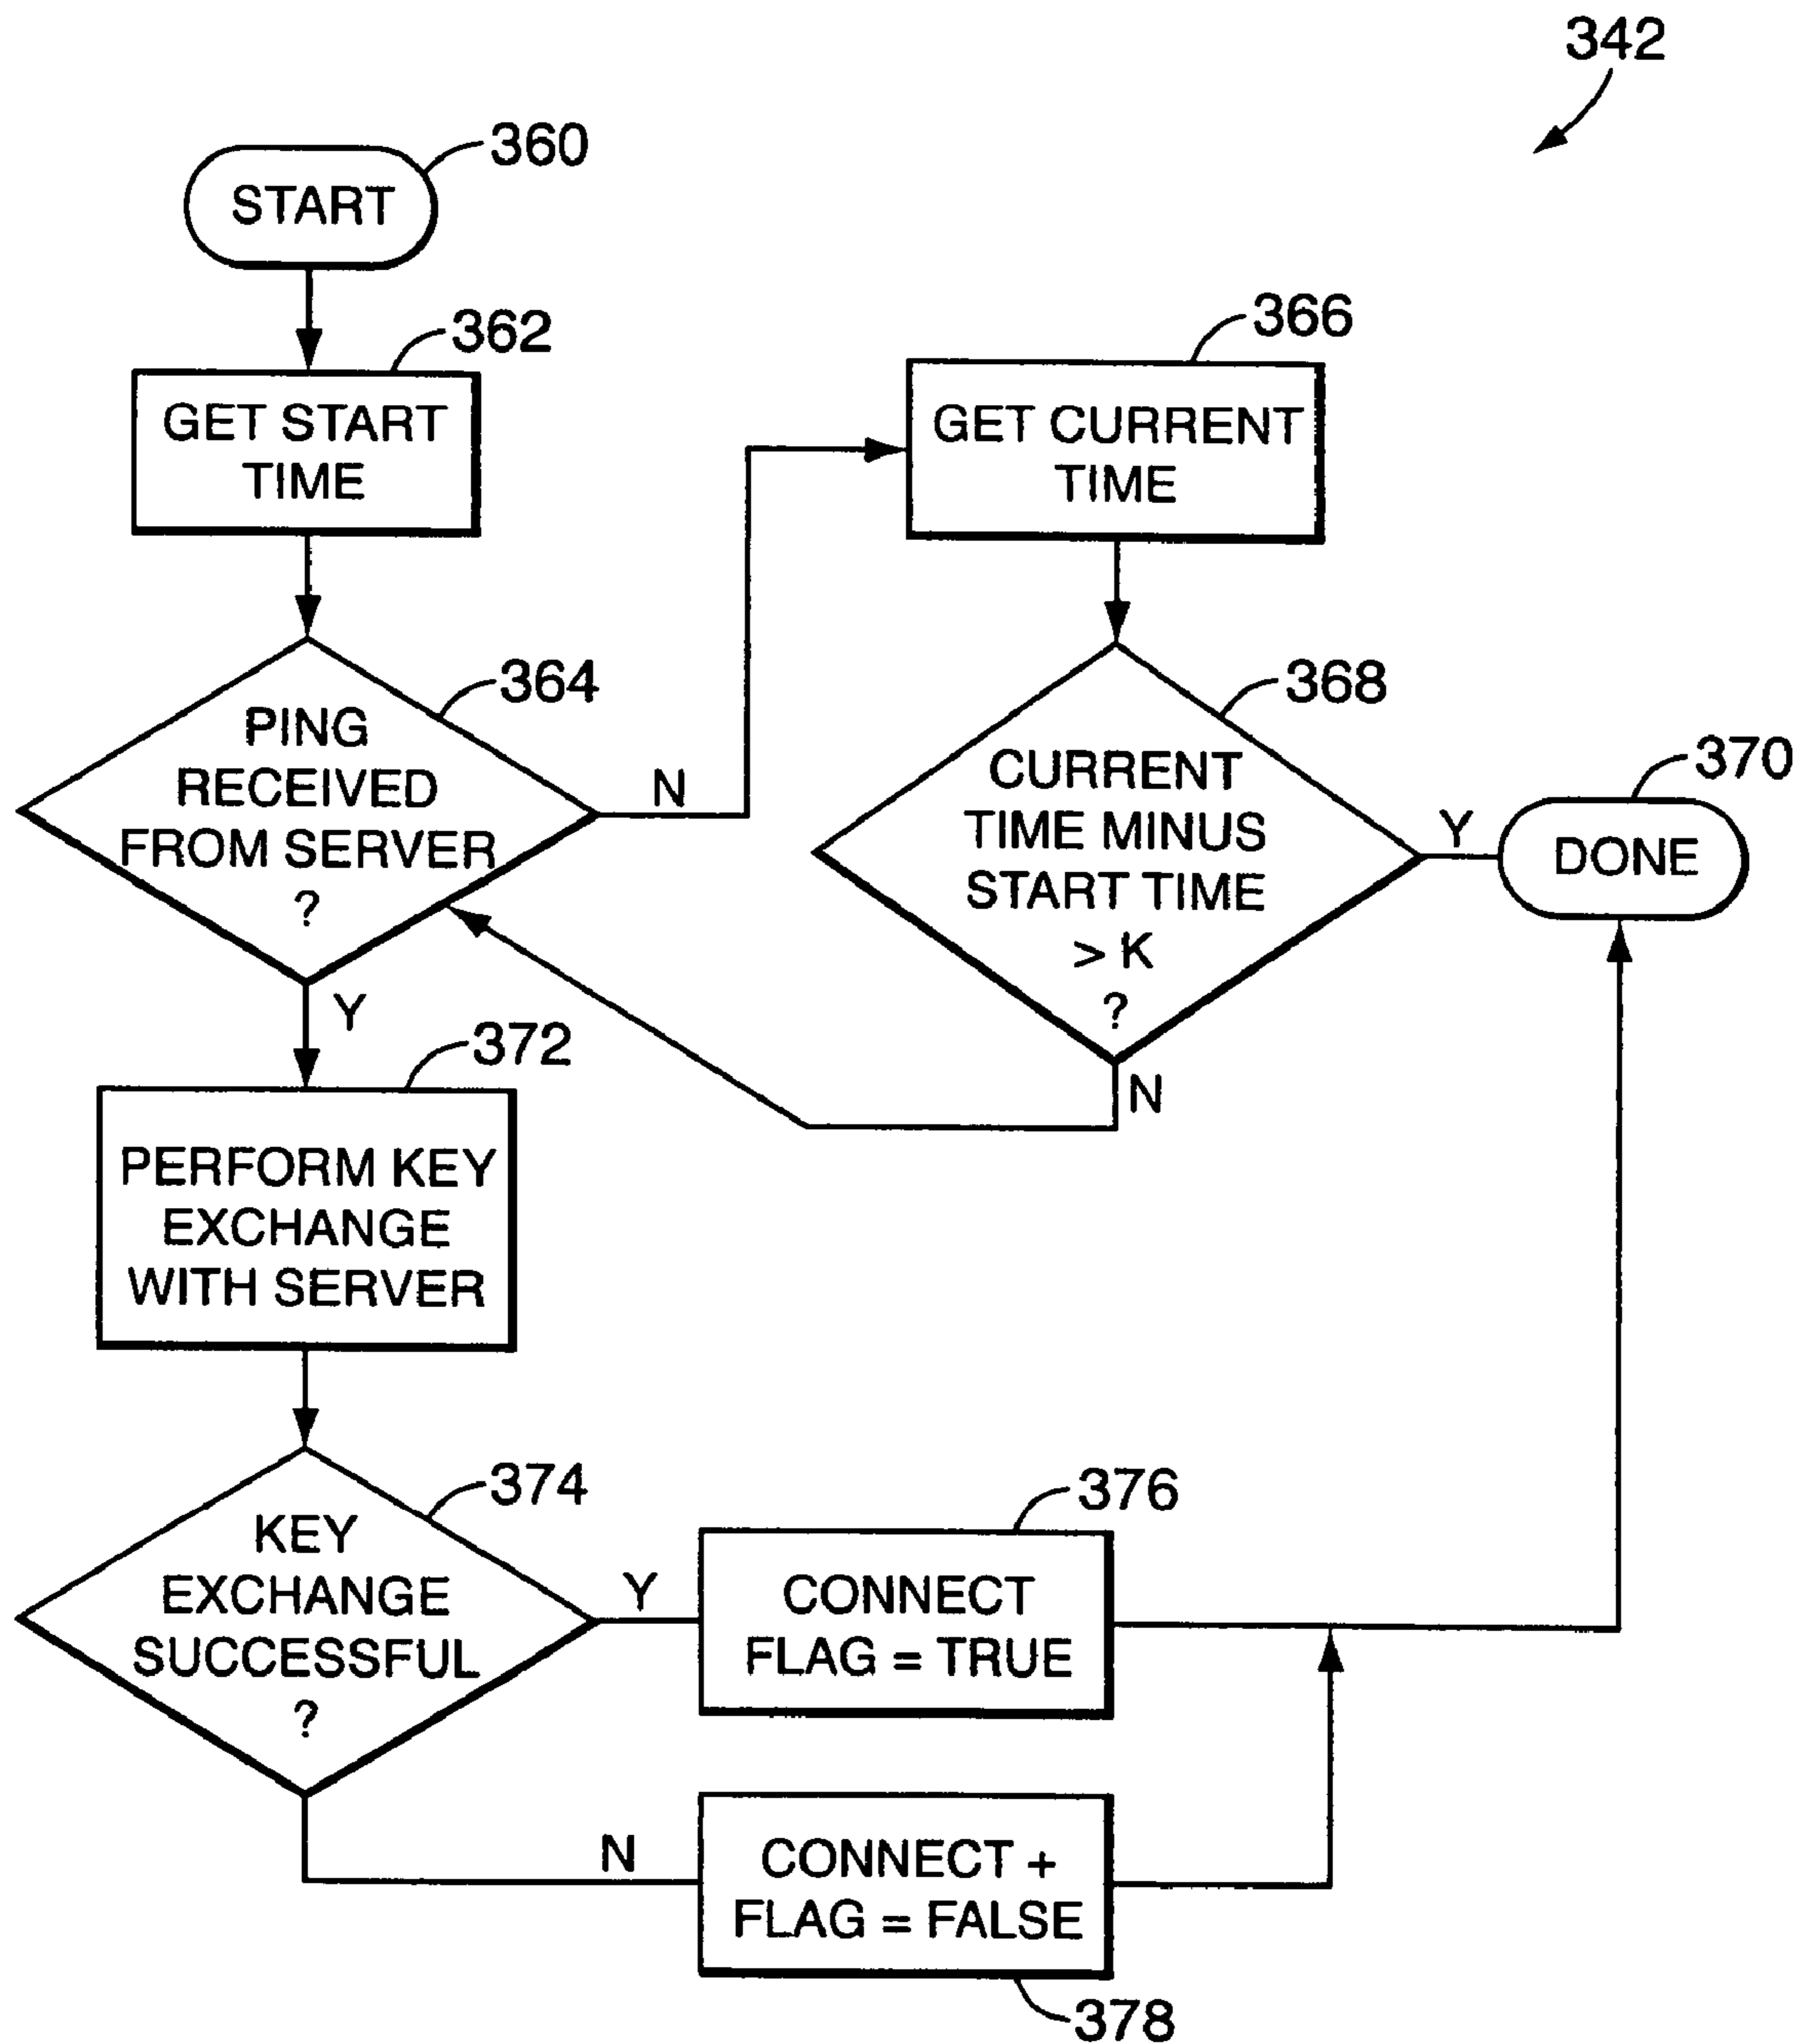 342
360
START
362
GET START
TIME
366
GET CURRENT
TIME
364
PING
RECEIVED
FROM SERVER
?
N
368
CURRENT
TIME MINUS
START TIME
> K
?
Y
370
DONE
N
Y
372
PERFORM KEY
EXCHANGE
WITH SERVER
374
KEY
EXCHANGE
SUCCESSFUL
?
Y
376
CONNECT
FLAG = TRUE
N
CONNECT +
FLAG = FALSE
378